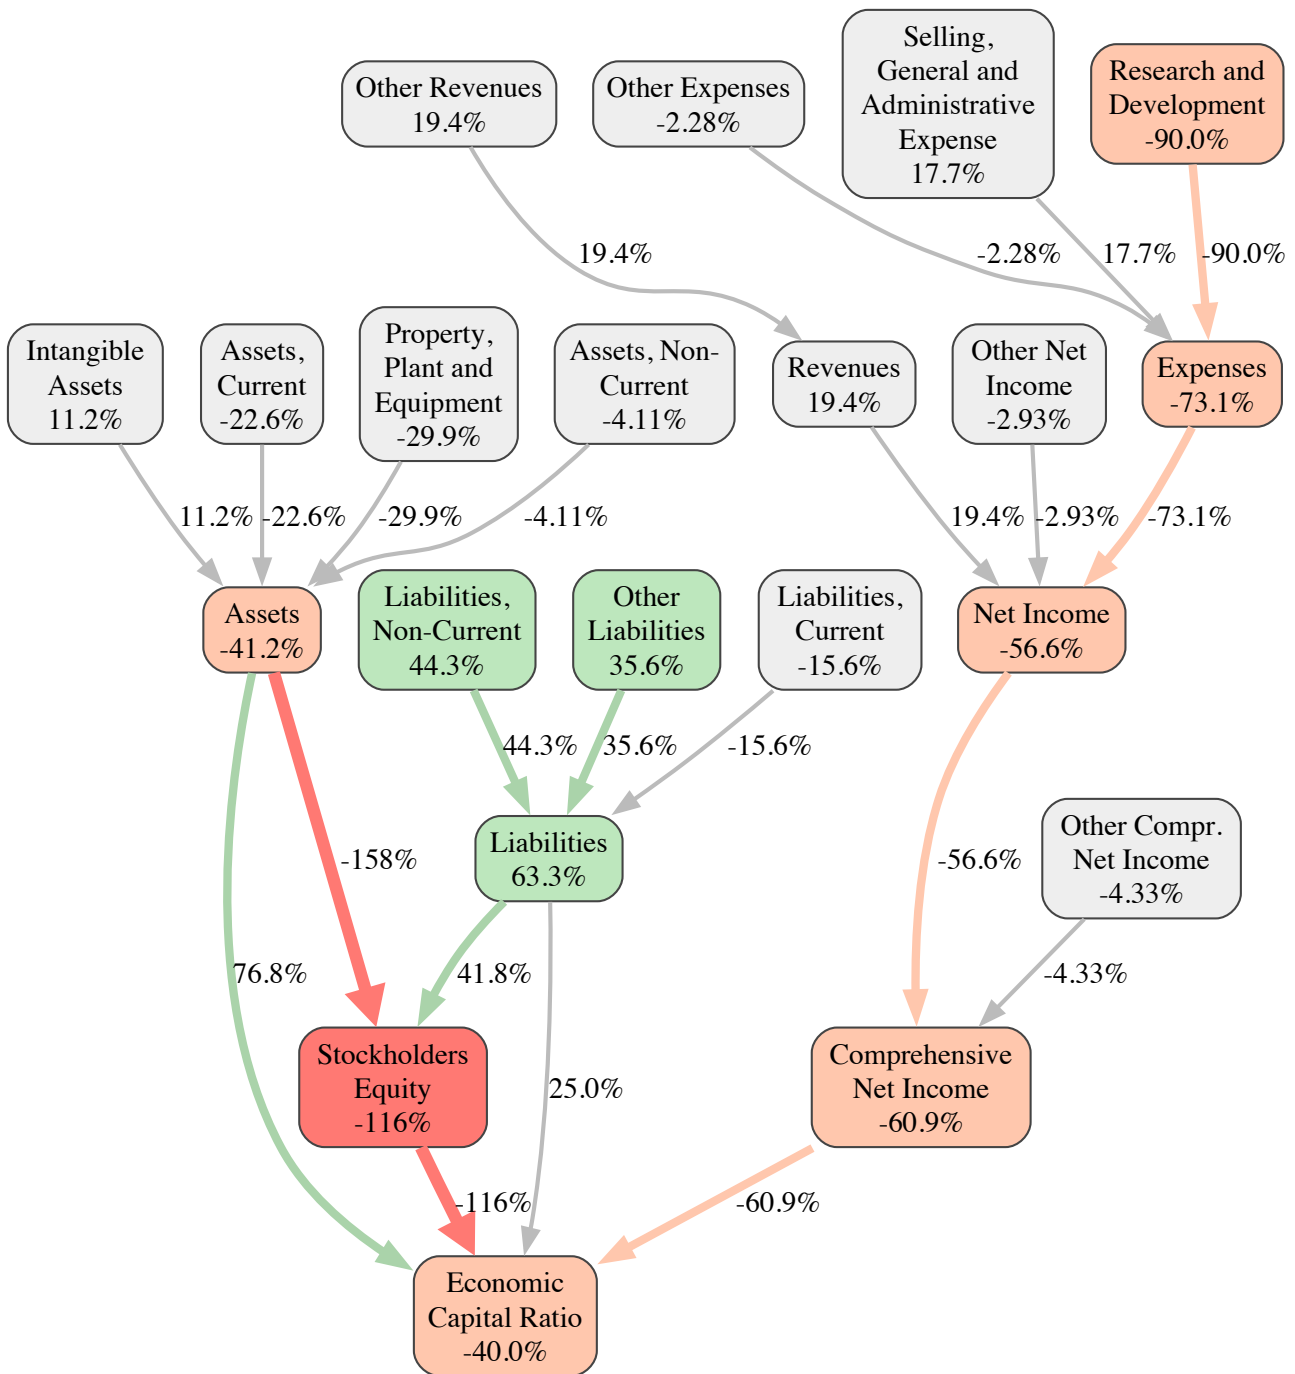 Other Revenues
19.4%
Other Expenses
-2.28%
Selling,
General and
Administrative
Expense
17.7%
Research and
Development
-90.0%
19.4%
-2.28%
17.7%
-90.0%
Intangible
Assets
11.2%
Assets,
Current
-22.6%
Property,
Plant and
Equipment
-29.9%
Assets, Non-
Current
-4.11%
Revenues
19.4%
Other Net
Income
-2.93%
Expenses
-73.1%
11.2%
-22.6%
-29.9%
-4.11%
19.4%
-2.93%
-73.1%
Assets
-41.2%
Liabilities,
Non-Current
44.3%
Other
Liabilities
35.6%
Liabilities,
Current
-15.6%
Net Income
-56.6%
44.3%
35.6%
-15.6%
Liabilities
63.3%
Other Compr.
Net Income
-4.33%
-158%
-56.6%
76.8%
41.8%
-4.33%
Stockholders
Equity
-116%
25.0%
Comprehensive
Net Income
-60.9%
-116%
-60.9%
Economic
Capital Ratio
-40.0%